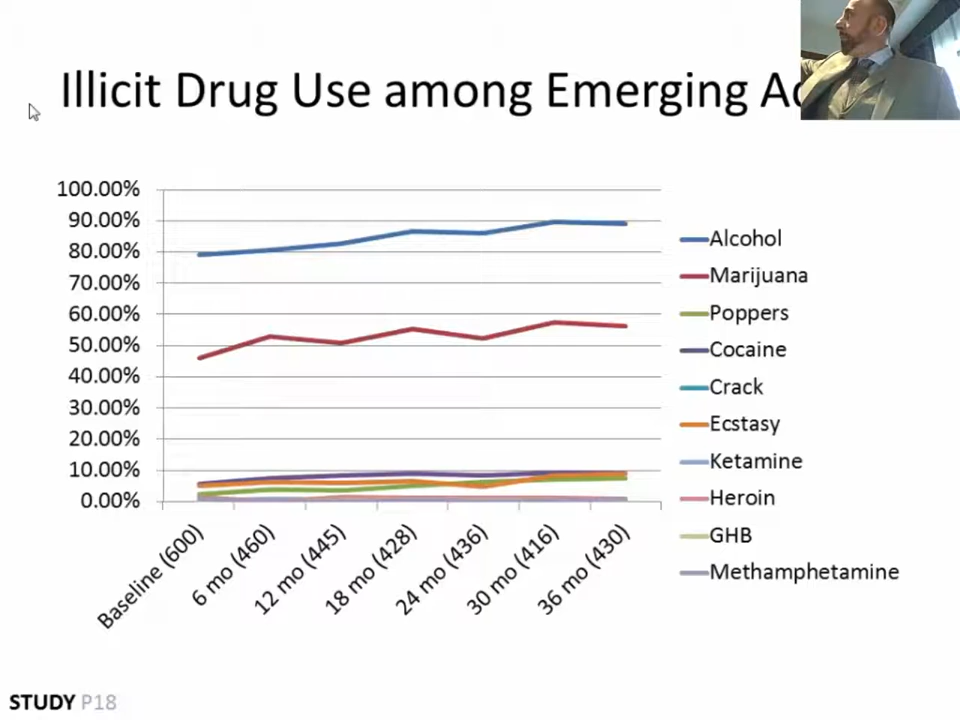 Illicit Drug Use among Emerging
100.00%
90.00%
80.00%
70.00%
60.00%
50.00%
40.00%
30.00%
20.00%
10.00%
0.00%
Baseline (600)
6 mo (460)
12 mo (445)
18 mo (428)
24 mo (436)
30 mo (416)
36 mo (430)
Alcohol
Marijuana
Poppers
Cocaine
Crack
Ecstasy
Ketamine
Heroin
GHB
Methamphetamine
STUDY P18